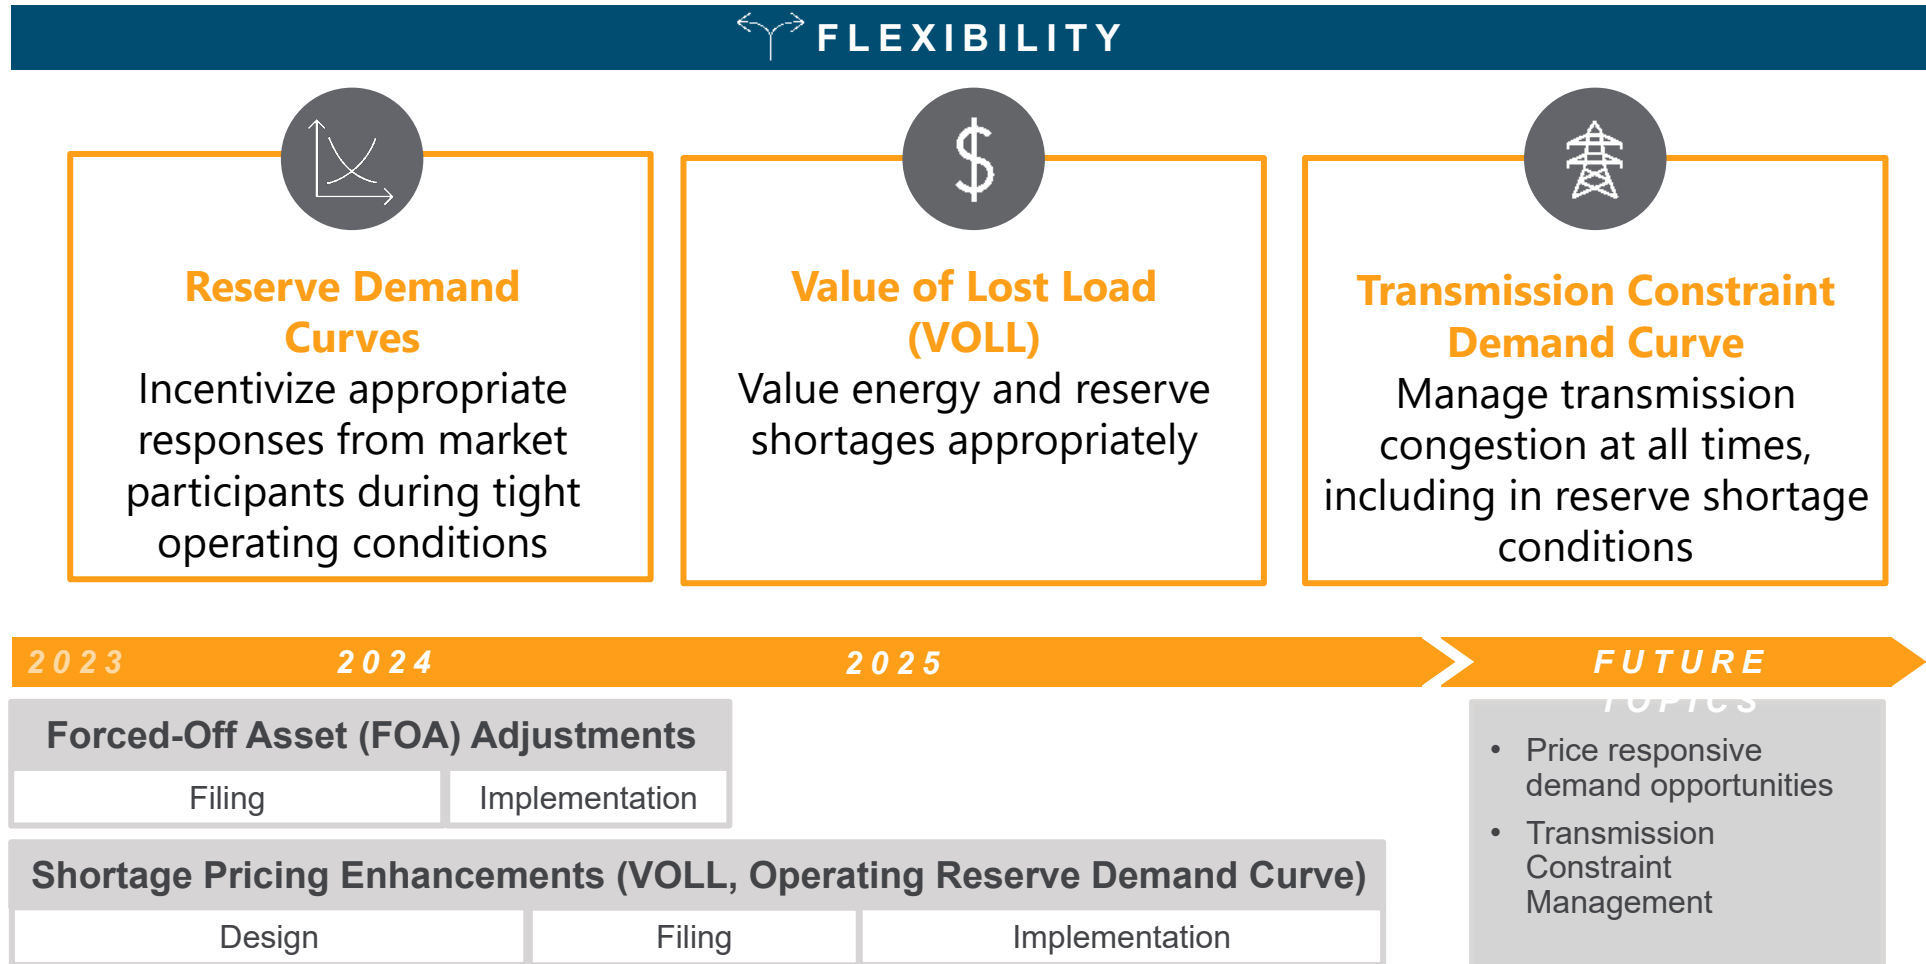 FLEXIBILITY
Reserve Demand
Curves
Incentivize appropriate
responses from market
participants during tight
operating conditions
$
Value of Lost Load
(VOLL)
Value energy and reserve
shortages appropriately
Transmission Constraint
Demand Curve
Manage transmission
congestion at all times,
including in reserve shortage
conditions
2023 2024 2025 FUTURE
TOPICS
Forced-Off Asset (FOA) Adjustments
Filing Implementation
Shortage Pricing Enhancements (VOLL, Operating Reserve Demand Curve)
Design Filing Implementation
• Price responsive
demand opportunities
• Transmission
Constraint
Management